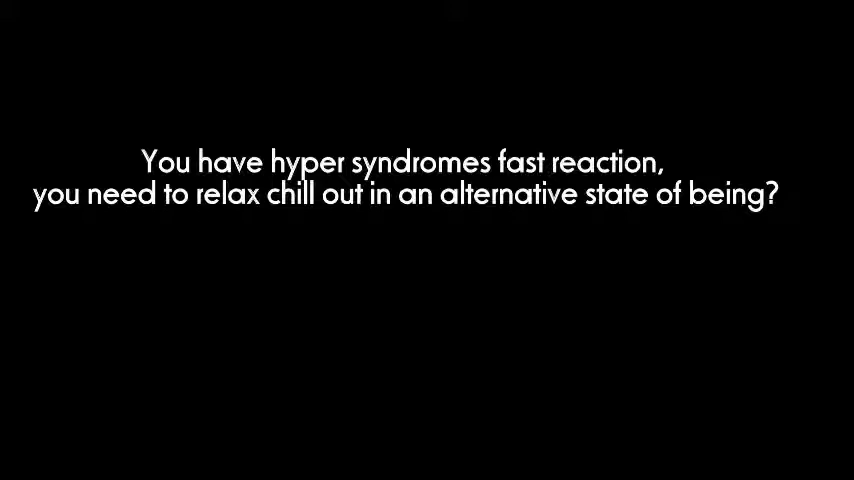 You have hyper syndromes fast reaction,
you need to relax chill out in an alternative state of being?